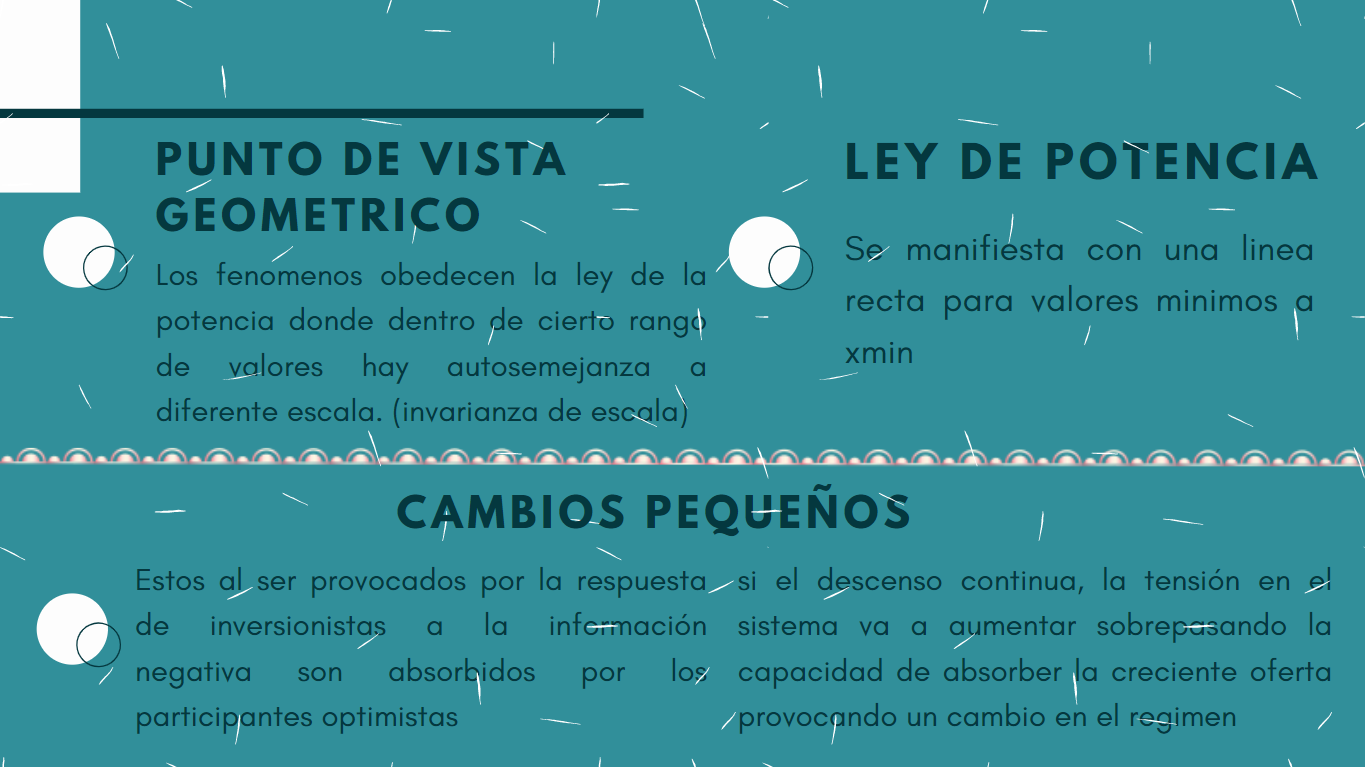 PUNTO DE VISTA
GEOMETRICO
Los fenomenos obedecen la ley de la
potencia donde dentro de cierto rango
de valores hay autosemejanza a
diferente escala. (invarianza de escala)
LEY DE POTENCIA
Se manifiesta con una linea
recta para valores minimos a
xmin
CAMBIOS PEQUEÑOS
Estos al ser provocados por la respuesta
de inversionistas a la información
negativa son absorbidos por los
participantes optimistas
si el descenso continua, la tensión en el
sistema va a aumentar sobrepasando la
capacidad de absorber la creciente oferta
provocando un cambio en el regimen